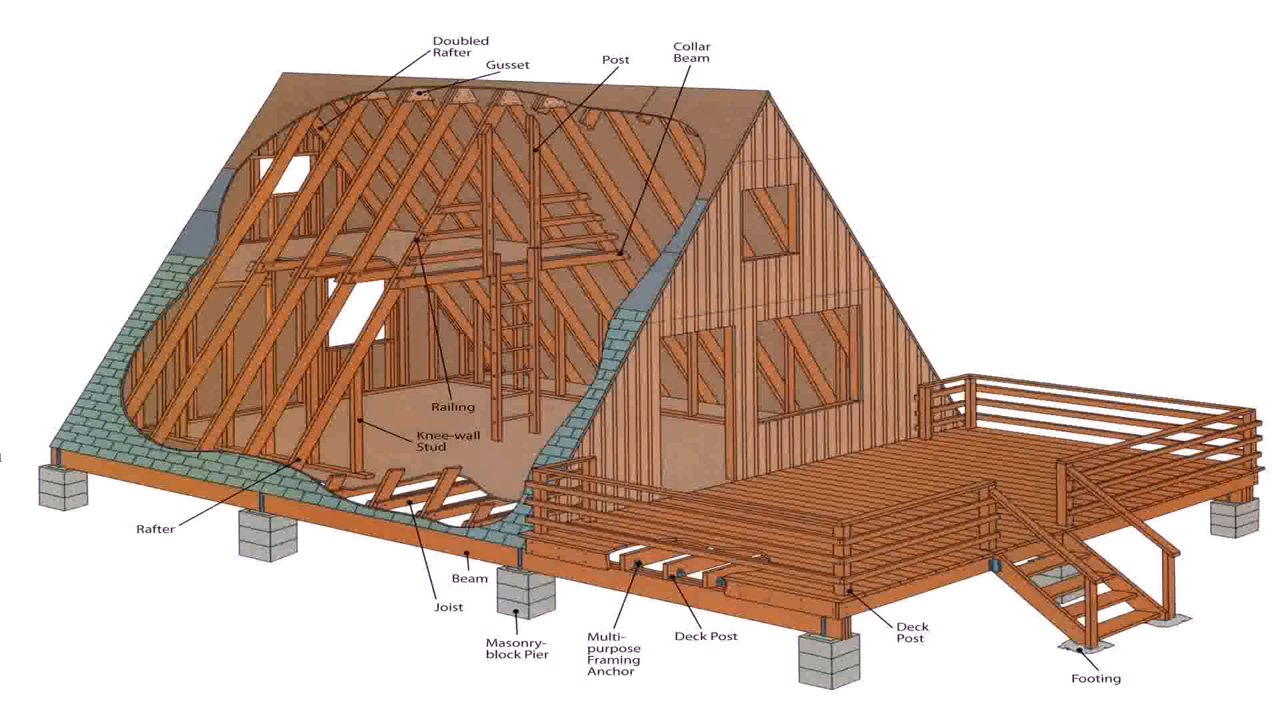 Doubled
Rafter
Gusset
Post
Collar
Beam
Railing
Knee-wall
Stud
Rafter
Beam
Joist
Masonry-
block Pier
Multi-
purpose
Framing
Anchor
Deck Post
Deck
Post
Footing